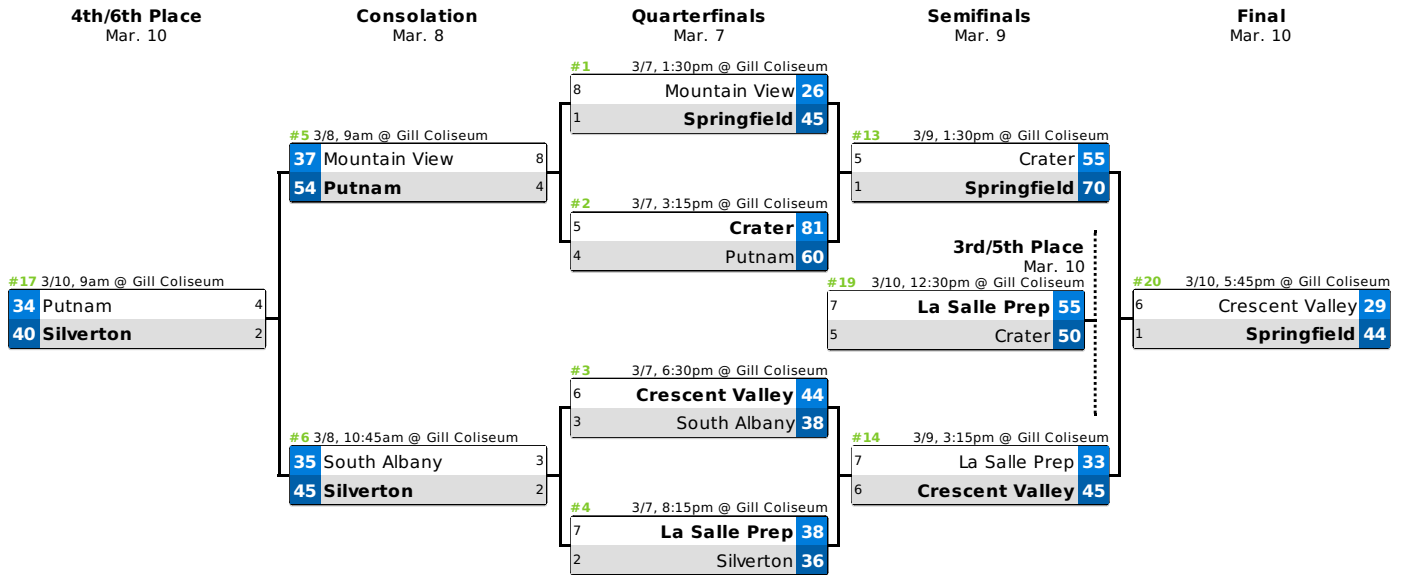 4th/6th Place
Mar. 10
Consolation
Mar. 8
Quarterfinals
Mar. 7
Semifinals
Mar. 9
Final
Mar. 10
#17 3/10, 9am @ Gill Coliseum
34 Putnam 4
40 Silverton 2
#5 3/8, 9am @ Gill Coliseum
37 Mountain View 8
54 Putnam 4
#6 3/8, 10:45am @ Gill Coliseum
35 South Albany 3
45 Silverton 2
#1 3/7, 1:30pm @ Gill Coliseum
8 Mountain View 26
1 Springfield 45
#2 3/7, 3:15pm @ Gill Coliseum
5 Crater 81
4 Putnam 60
#3 3/7, 6:30pm @ Gill Coliseum
6 Crescent Valley 44
3 South Albany 38
#4 3/7, 8:15pm @ Gill Coliseum
7 La Salle Prep 38
2 Silverton 36
#13 3/9, 1:30pm @ Gill Coliseum
5 Crater 55
1 Springfield 70
3rd/5th Place
Mar. 10
#19 3/10, 12:30pm @ Gill Coliseum
7 La Salle Prep 55
5 Crater 50
#14 3/9, 3:15pm @ Gill Coliseum
7 La Salle Prep 33
6 Crescent Valley 45
#20 3/10, 5:45pm @ Gill Coliseum
6 Crescent Valley 29
1 Springfield 44